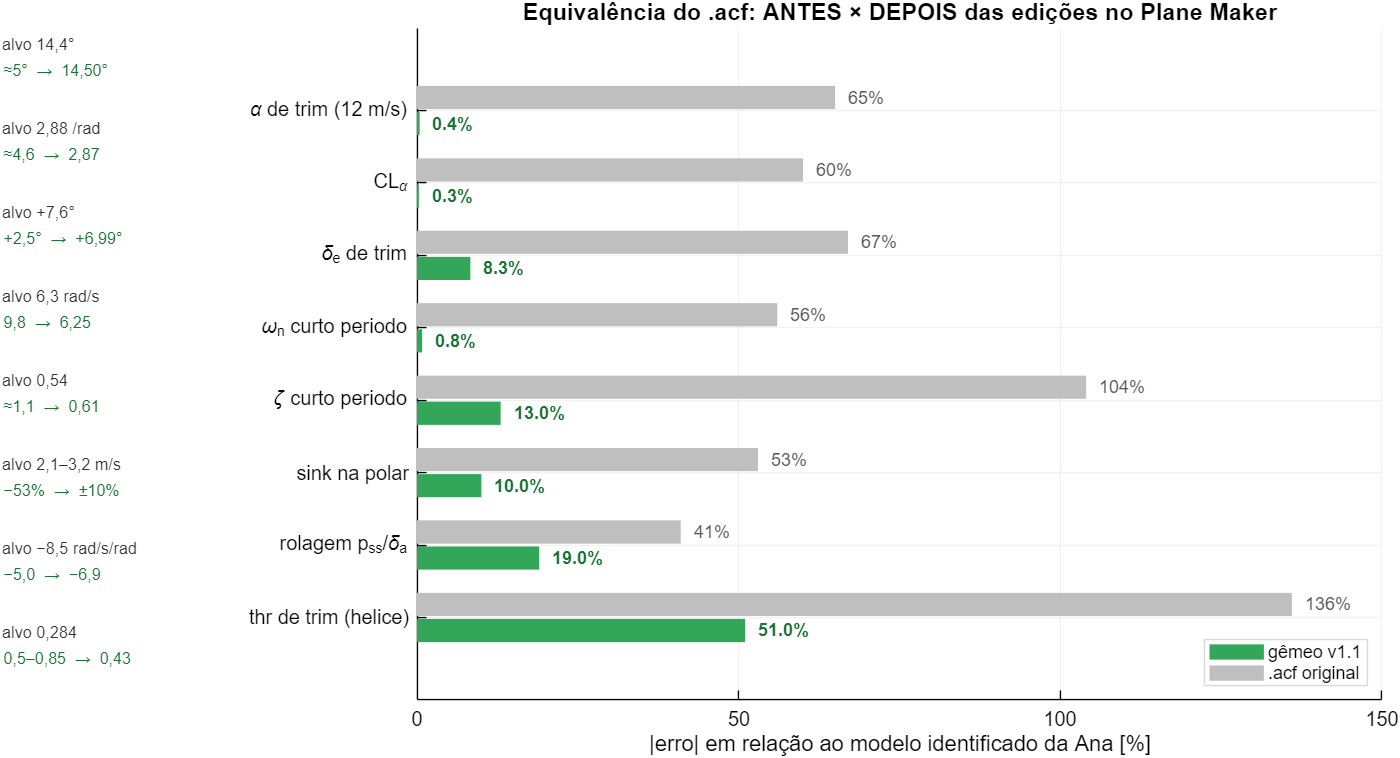 Equivalência do .acf: ANTES × DEPOIS das edições no Plane Maker
alvo 14,4°
≈5° → 14,50°
alvo 2,88 /rad
≈4,6 → 2,87
alvo +7,6°
+2,5° → +6,99°
alvo 6,3 rad/s
9,8 → 6,25
alvo 0,54
≈1,1 → 0,61
alvo 2,1–3,2 m/s
−53% → ±10%
alvo −8,5 rad/s/rad
−5,0 → −6,9
alvo 0,284
0,5–0,85 → 0,43
α de trim (12 m/s)
65%
0.4%
CLα
60%
0.3%
δe de trim
67%
8.3%
ωn curto periodo
56%
0.8%
ζ curto periodo
104%
13.0%
sink na polar
53%
10.0%
rolagem pss/δa
41%
19.0%
thr de trim (helice)
136%
51.0%
gêmeo v1.1
.acf original
0 50 100 150
|erro| em relação ao modelo identificado da Ana [%]